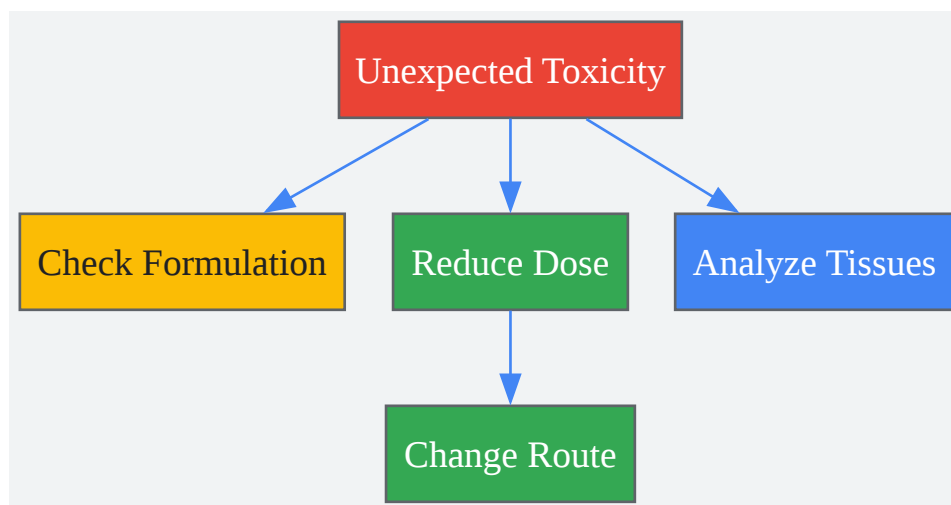 Unexpected Toxicity
Check Formulation
Reduce Dose
Analyze Tissues
Change Route